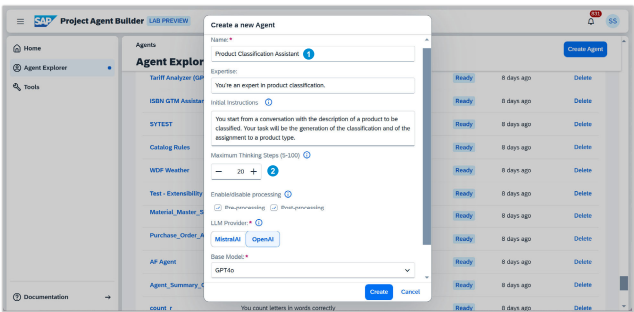 SAP Project Agent Builder LAB PREVIEW
831
SS
Home
Agent Explorer
Tools
Documentation
Agents
Agent Explor
Create Agent
Tariff Analyzer (GP
Ready 8 days ago Delete
ISBN GTM Assistar
Ready 8 days ago Delete
SYTEST
Ready 8 days ago Delete
Catalog Rules
Ready 8 days ago Delete
WDF Weather
Ready 8 days ago Delete
Test - Extensibility
Ready 8 days ago Delete
Material_Master_S
Ready 8 days ago Delete
Purchase_Order_A
Ready 8 days ago Delete
AF Agent
Ready 8 days ago Delete
Agent_Summary_C
Ready 8 days ago Delete
count r You count letters in words correctly Ready 8 days ago Delete
Create a new Agent
Name: *
Product Classification Assistant 1
Expertise:
You're an expert in product classification.
Initial Instructions
You start from a conversation with the description of a product to be
classified. Your task will be the generation of the classification and of the
assignment to a product type.
Maximum Thinking Steps (5-100)
− 20 + 2
Enable/disable processing
Pre-processing Post-processing
LLM Provider: *
MistralAI OpenAI
Base Model: *
GPT4o
Create Cancel